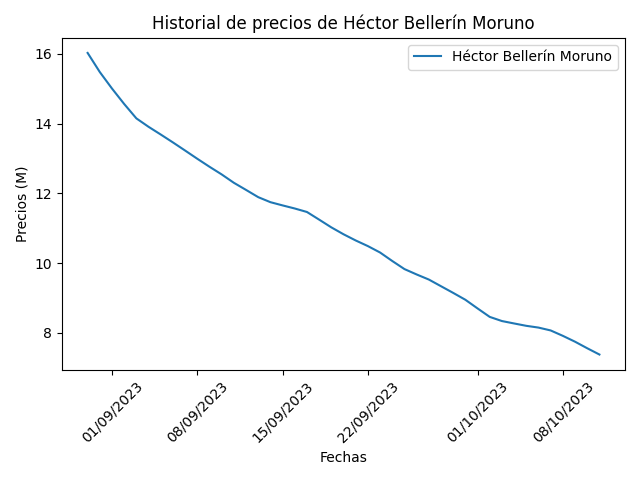 Historial de precios de Héctor Bellerín Moruno
Héctor Bellerín Moruno
Precios (M)
16
14
12
10
8
01/09/2023
08/09/2023
15/09/2023
22/09/2023
01/10/2023
08/10/2023
Fechas